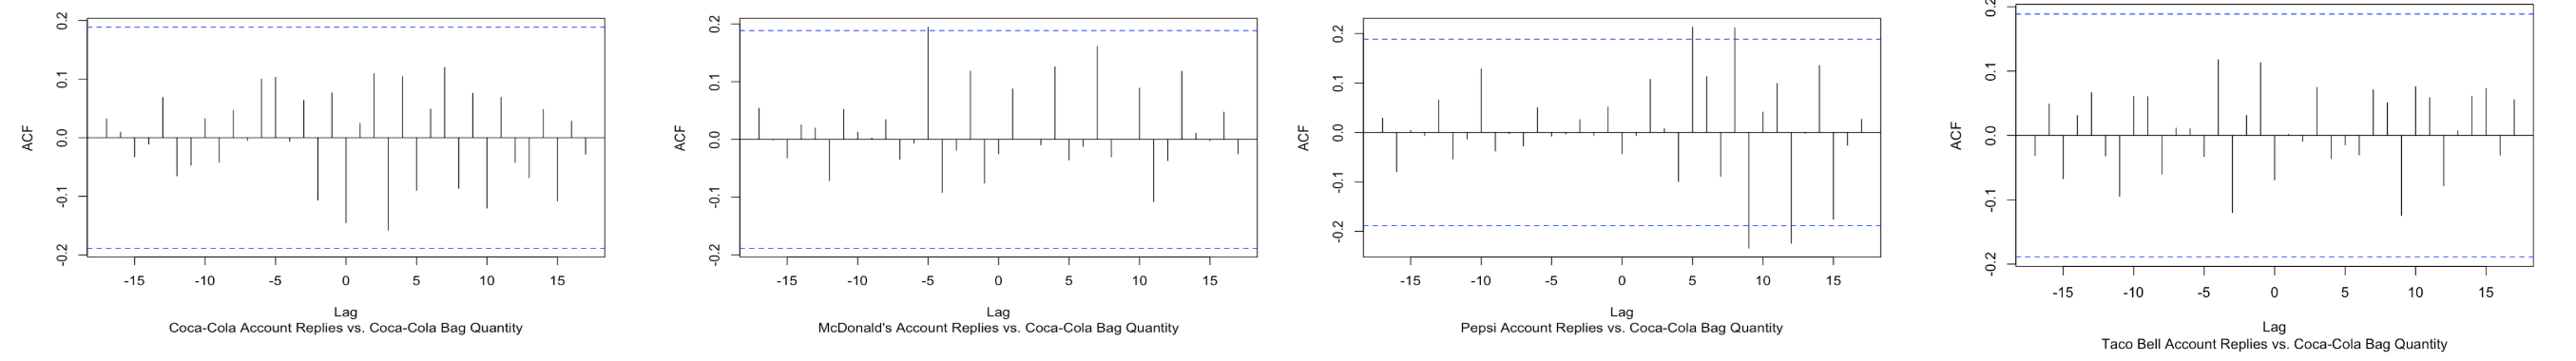 ACF
0.2
0.1
0.0
-0.1
-0.2
-15 -10 -5 0 5 10 15
Lag
Coca-Cola Account Replies vs. Coca-Cola Bag Quantity
ACF
0.2
0.1
0.0
-0.1
-0.2
-15 -10 -5 0 5 10 15
Lag
McDonald's Account Replies vs. Coca-Cola Bag Quantity
ACF
0.2
0.1
0.0
-0.1
-0.2
-15 -10 -5 0 5 10 15
Lag
Pepsi Account Replies vs. Coca-Cola Bag Quantity
ACF
0.2
0.1
0.0
-0.1
-0.2
-15 -10 -5 0 5 10 15
Lag
Taco Bell Account Replies vs. Coca-Cola Bag Quantity